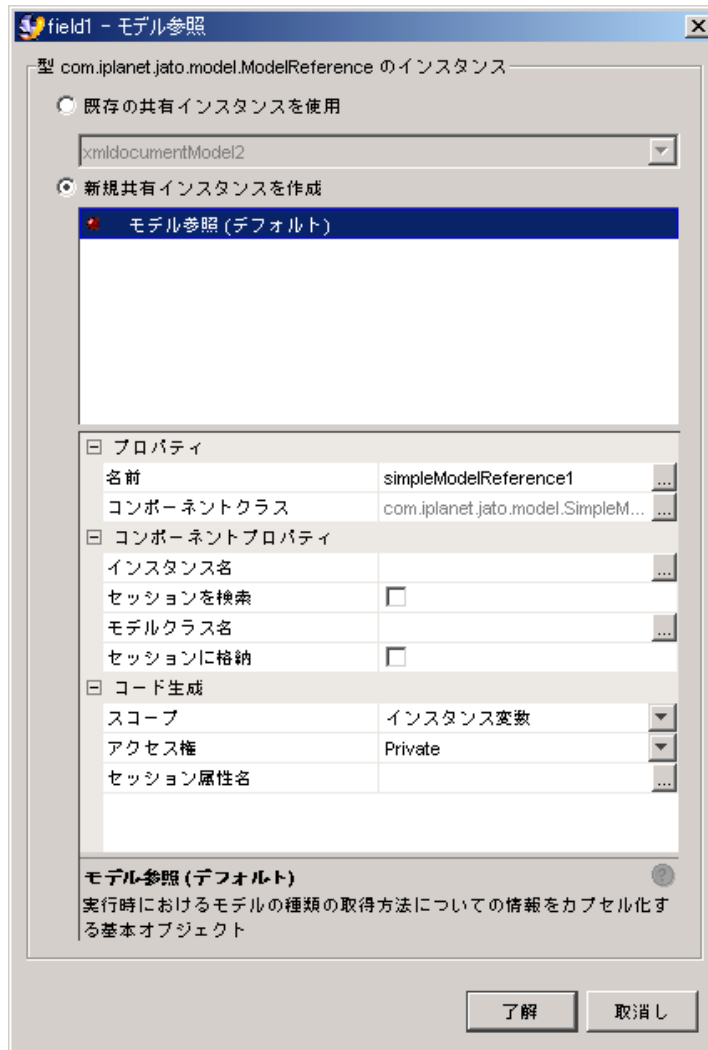 field1 - モデル参照
型 com.iplanet.jato.model.ModelReference のインスタンス
既存の共有インスタンスを使用
xmldocumentModel2
新規共有インスタンスを作成
モデル参照 (デフォルト)
プロパティ
名前 simpleModelReference1 ...
コンポーネントクラス com.iplanet.jato.model.SimpleM... ...
コンポーネントプロパティ
インスタンス名 ...
セッションを検索
モデルクラス名 ...
セッションに格納
コード生成
スコープ インスタンス変数
アクセス権 Private
セッション属性名 ...
モデル参照 (デフォルト) ?
実行時におけるモデルの種類の取得方法についての情報をカプセル化す
る基本オブジェクト
了解 取消し